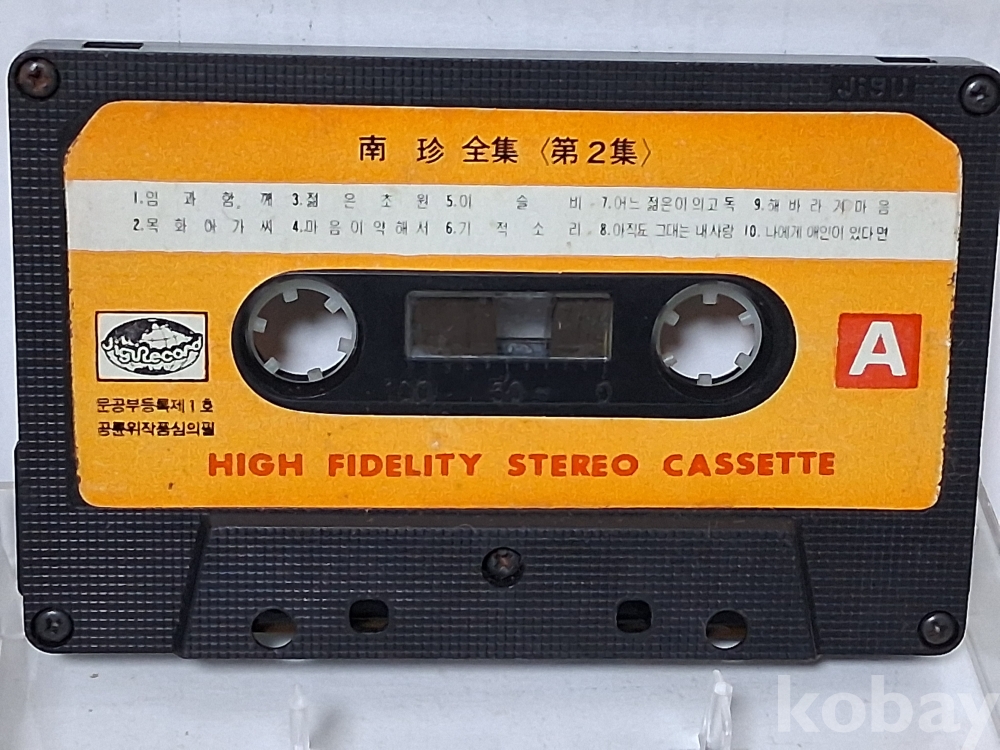 JIGU
南 珍 全集〈第2集〉
1.임과함께 3.젊은초원 5.이슬비 7.어느 젊은이의고독 9.해바라기마음
2.목화아가씨 4.마음이약해서 6.기적소리 8.아직도 그대는 내사랑 10.나에게 애인이 있다면
JiguRecord
A
100 50 0
문공부등록제1호
공륜위작품심의필
HIGH FIDELITY STEREO CASSETTE
kobay